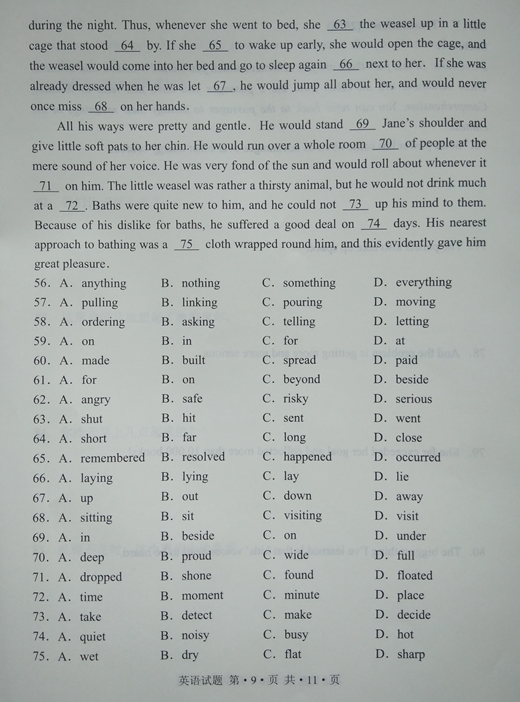 during the night. Thus, whenever she went to bed, she 63 the weasel up in a little
cage that stood 64 by. If she 65 to wake up early, she would open the cage, and
the weasel would come into her bed and go to sleep again 66 next to her. If she was
already dressed when he was let 67, he would jump all about her, and would never
once miss 68 on her hands.
All his ways were pretty and gentle. He would stand 69 Jane's shoulder and
give little soft pats to her chin. He would run over a whole room 70 of people at the
mere sound of her voice. He was very fond of the sun and would roll about whenever it
71 on him. The little weasel was rather a thirsty animal, but he would not drink much
at a 72. Baths were quite new to him, and he could not 73 up his mind to them.
Because of his dislike for baths, he suffered a good deal on 74 days. His nearest
approach to bathing was a 75 cloth wrapped round him, and this evidently gave him
great pleasure.
56. A. anything B. nothing C. something D. everything
57. A. pulling B. linking C. pouring D. moving
58. A. ordering B. asking C. telling D. letting
59. A. on B. in C. for D. at
60. A. made B. built C. spread D. paid
61. A. for B. on C. beyond D. beside
62. A. angry B. safe C. risky D. serious
63. A. shut B. hit C. sent D. went
64. A. short B. far C. long D. close
65. A. remembered B. resolved C. happened D. occurred
66. A. laying B. lying C. lay D. lie
67. A. up B. out C. down D. away
68. A. sitting B. sit C. visiting D. visit
69. A. in B. beside C. on D. under
70. A. deep B. proud C. wide D. full
71. A. dropped B. shone C. found D. floated
72. A. time B. moment C. minute D. place
73. A. take B. detect C. make D. decide
74. A. quiet B. noisy C. busy D. hot
75. A. wet B. dry C. flat D. sharp
英语试题 第·9·页 共·11·页